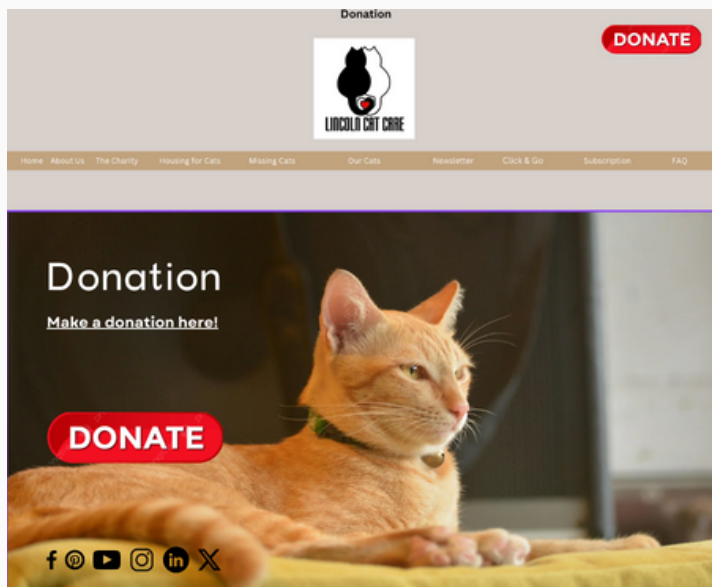 Donation
DONATE
LINCOLN CAT CARE
Home About Us The Charity Housing for Cats Missing Cats Our Cats Newsletter Click & Go Subscription FAQ
Donation
Make a donation here!
DONATE